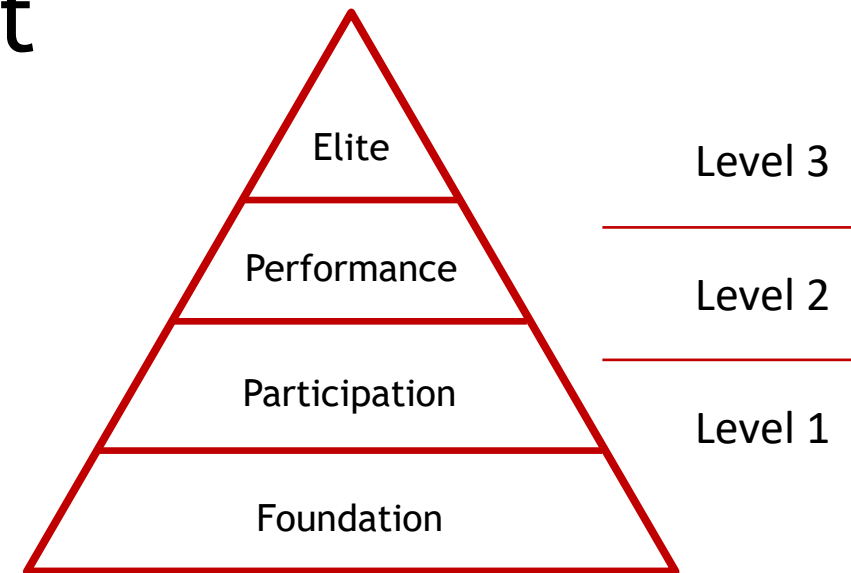 t
Elite
Level 3
Performance
Level 2
Participation
Level 1
Foundation